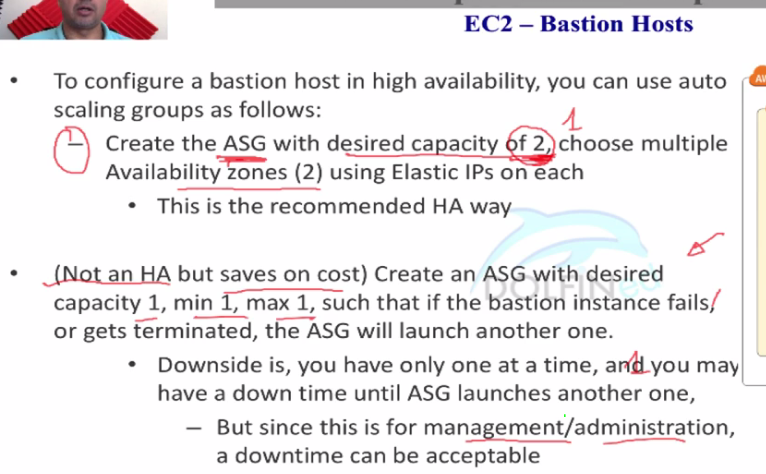 EC2 – Bastion Hosts
• To configure a bastion host in high availability, you can use auto
scaling groups as follows:
1
– Create the ASG with desired capacity of 2, choose multiple
Availability zones (2) using Elastic IPs on each
• This is the recommended HA way
• (Not an HA but saves on cost) Create an ASG with desired
capacity 1, min 1, max 1, such that if the bastion instance fails,
or gets terminated, the ASG will launch another one.
• Downside is, you have only one at a time, and you may
have a down time until ASG launches another one,
– But since this is for management/administration,
a downtime can be acceptable